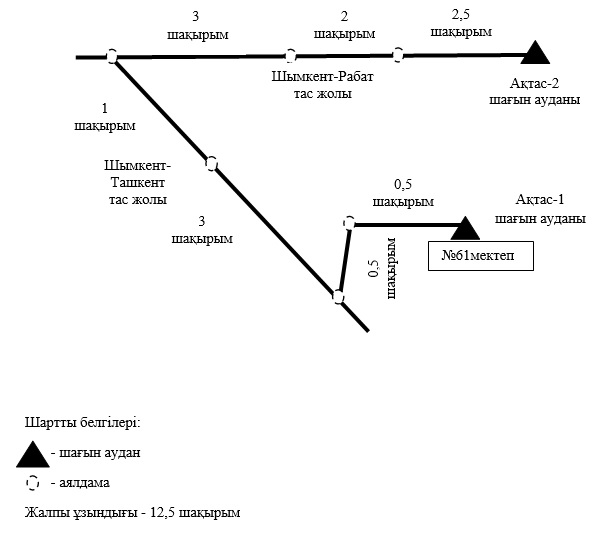 3
шақырым
2
шақырым
2,5
шақырым
Шымкент-Рабат
тас жолы
Ақтас-2
шағын ауданы
1
шақырым
Шымкент-
Ташкент
тас жолы
3
шақырым
0,5
шақырым
Ақтас-1
шағын ауданы
0,5
шақырым
№61мектеп
Шартты белгілері:
- шағын аудан
- аялдама
Жалпы ұзындығы - 12,5 шақырым